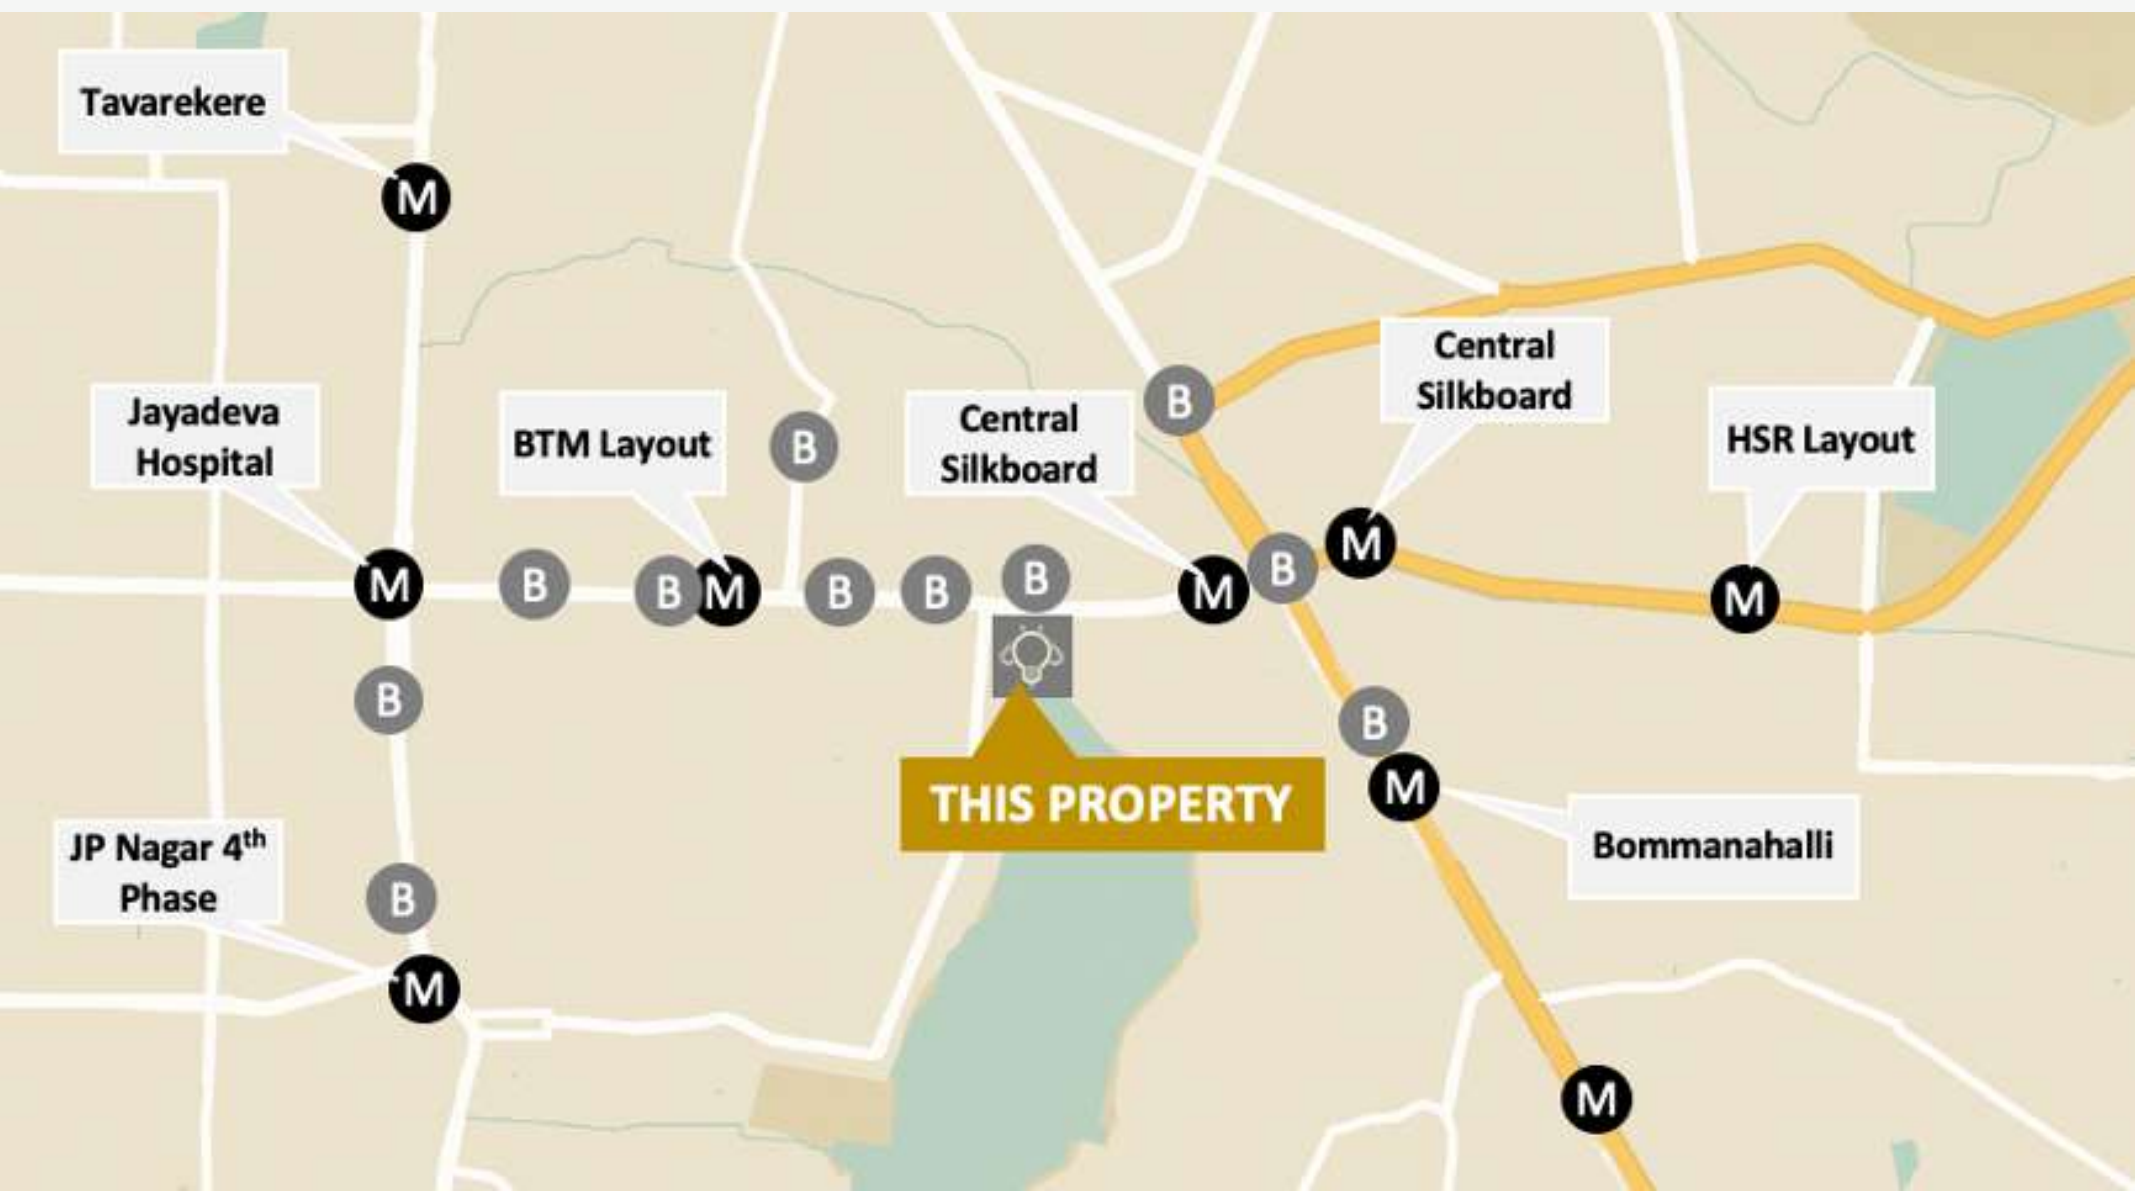 Tavarekere
M
Central
Silkboard
Jayadeva
Hospital
BTM Layout
B
Central
Silkboard
B
HSR Layout
M
B
B
M
B
B
B
M
B
M
M
B
B
THIS PROPERTY
M
Bommanahalli
JP Nagar 4th
Phase
B
M
M